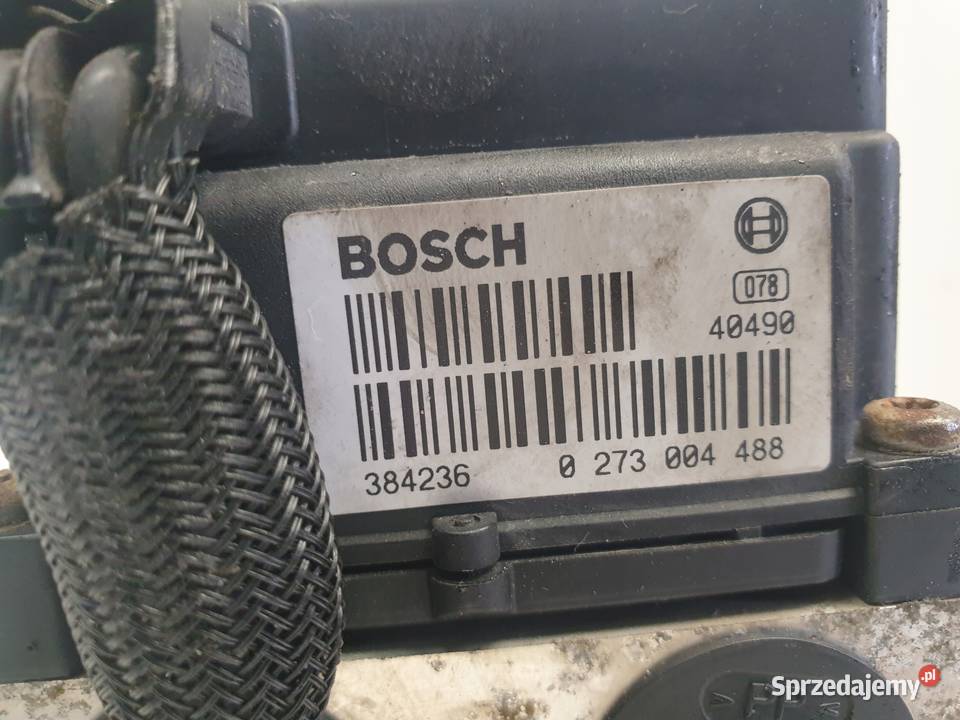 BOSCH
078
40490
384236 0 273 004 488
Sprzedajemy.pl